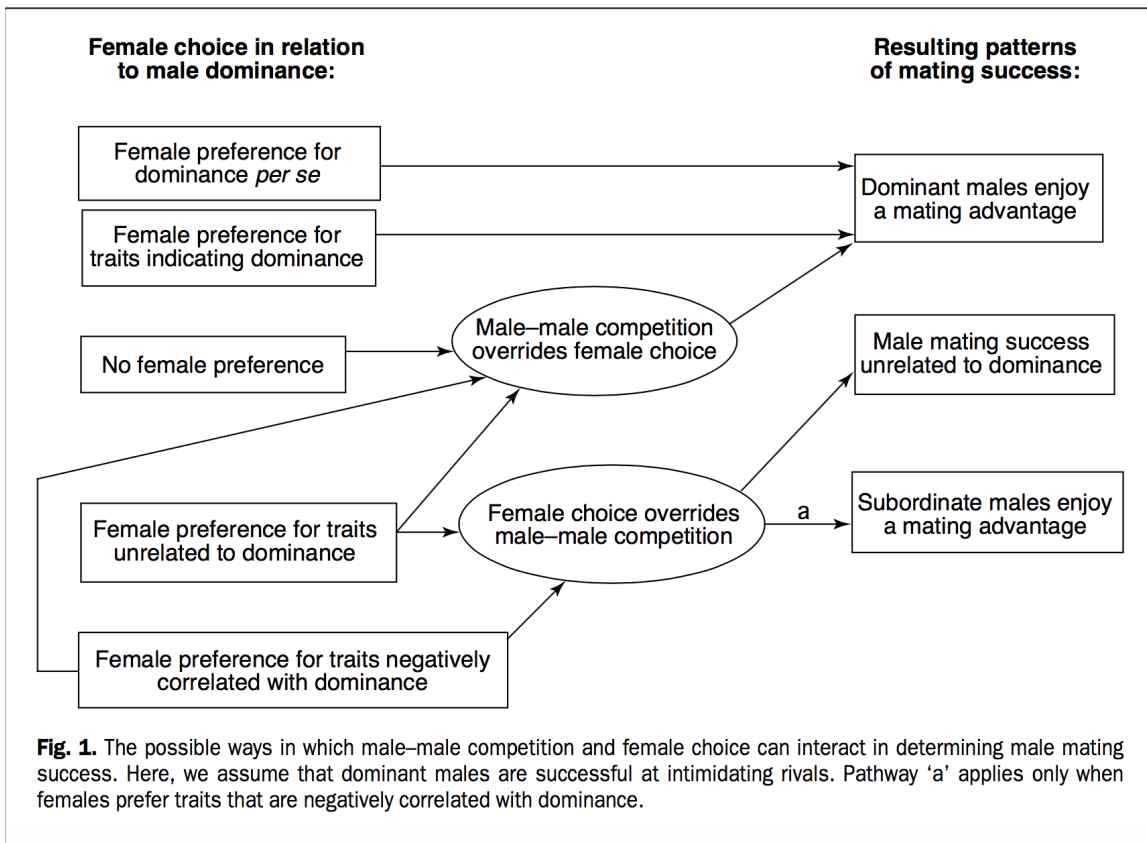 Female choice in relation
to male dominance:
Resulting patterns
of mating success:
Female preference for
dominance per se
Dominant males enjoy
a mating advantage
Female preference for
traits indicating dominance
Male–male competition
overrides female choice
No female preference
Male mating success
unrelated to dominance
Female preference for traits
unrelated to dominance
Female choice overrides
male–male competition
a
Subordinate males enjoy
a mating advantage
Female preference for traits negatively
correlated with dominance
Fig. 1. The possible ways in which male–male competition and female choice can interact in determining male mating
success. Here, we assume that dominant males are successful at intimidating rivals. Pathway ‘a’ applies only when
females prefer traits that are negatively correlated with dominance.